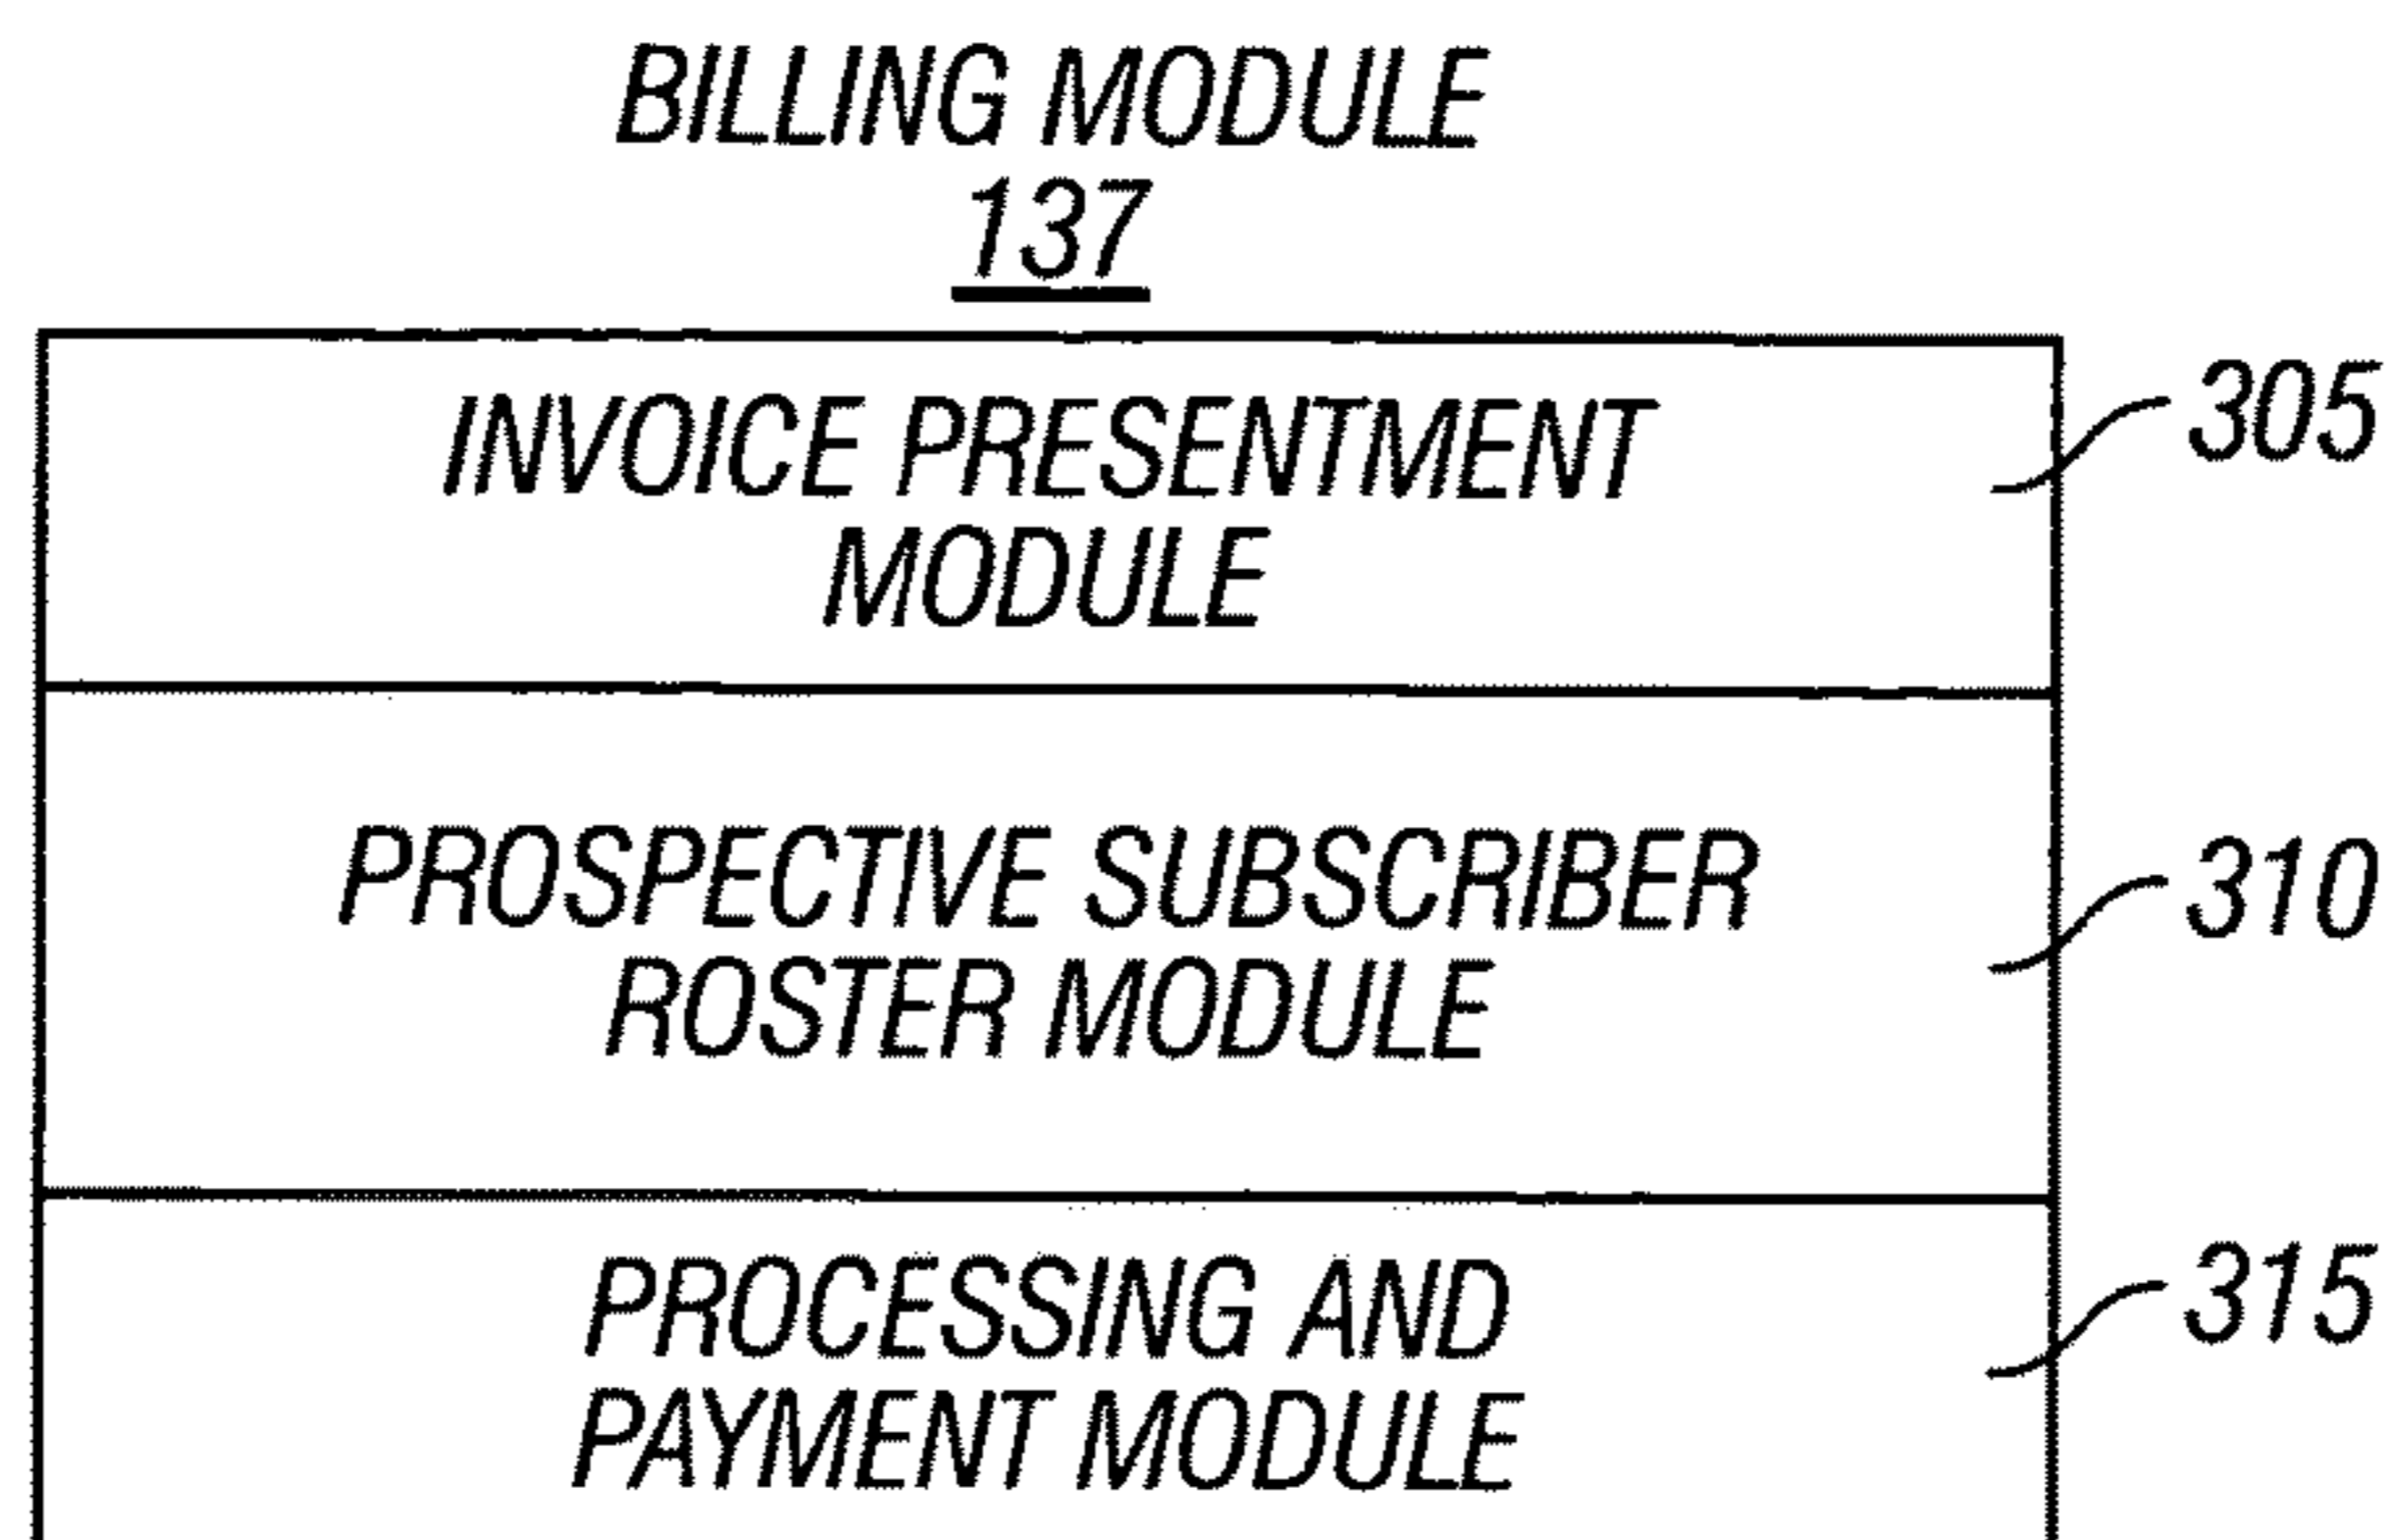 BILLING MODULE
137
INVOICE PRESENTMENT
MODULE
305
PROSPECTIVE SUBSCRIBER
ROSTER MODULE
310
PROCESSING AND
PAYMENT MODULE
315